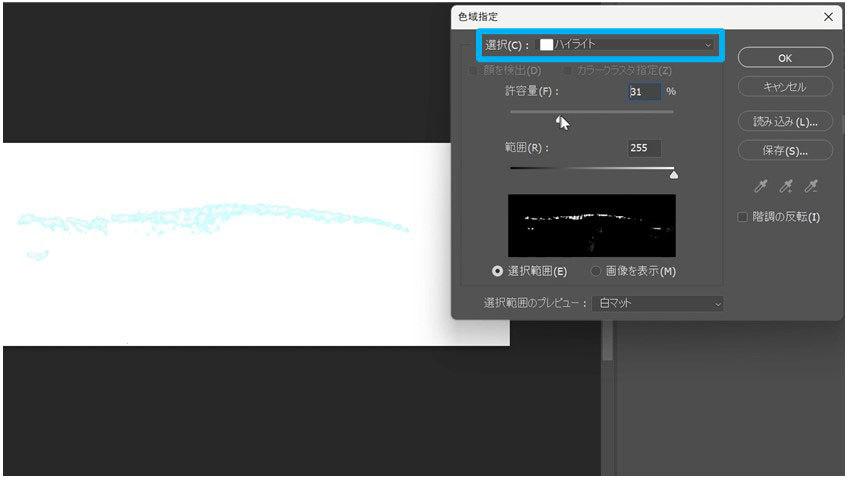 色域指定
選択(C)： ハイライト
顔を検出(D) カラークラスタ指定(Z)
許容量(F)： 31 %
範囲(R)： 255
選択範囲(E) 画像を表示(M)
選択範囲のプレビュー： 白マット
OK
キャンセル
読み込み(L)...
保存(S)...
階調の反転(I)